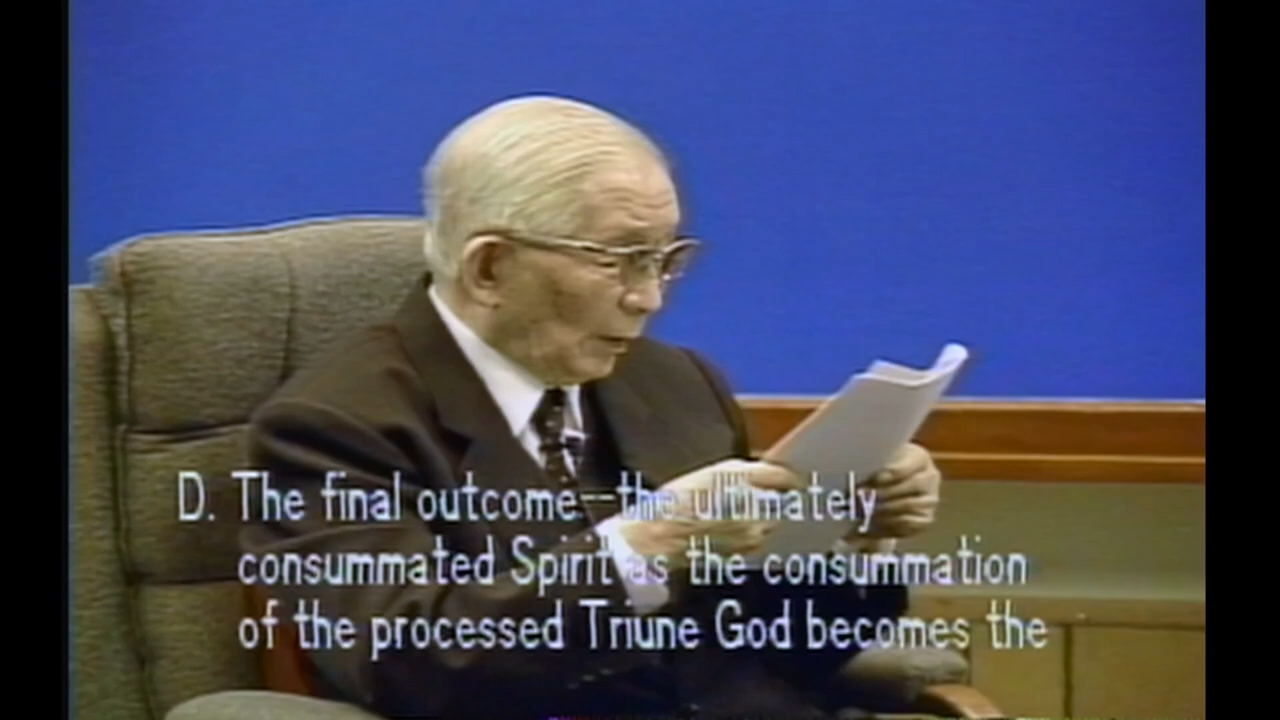 D. The final outcome--the ultimately
consummated Spirit as the consummation
of the processed Triune God becomes the